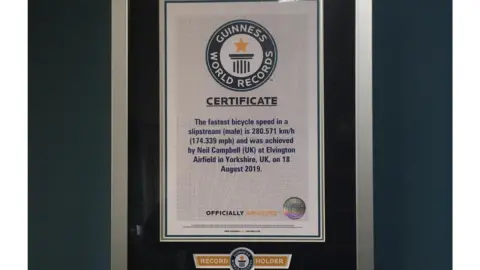 GUINNESS
WORLD RECORDS
CERTIFICATE
The fastest bicycle speed in a
slipstream (male) is 280.571 km/h
(174.339 mph) and was achieved
by Neil Campbell (UK) at Elvington
Airfield in Yorkshire, UK, on 18
August 2019.
OFFICIALLY AMAZING
RECORD HOLDER